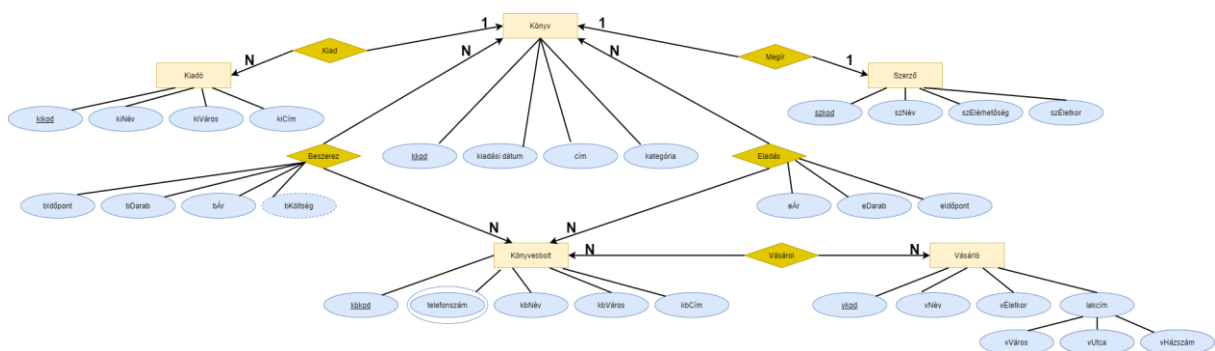 Könyv
1
1
Kiad
N
N
N
Megír
1
Kiadó
Szerző
kikod
kiNév
kiVáros
kiCím
szkod
szNév
szElérhetőség
szÉletkor
Beszerez
kkod
kiadási dátum
cím
kategória
Eladás
bIdőpont
bDarab
bÁr
bKöltség
eÁr
eDarab
eIdőpont
N
N
Könyvesbolt
N
Vásárol
N
Vásárló
kbkod
telefonszám
kbNév
kbVáros
kbCím
vkod
vNév
vÉletkor
lakcím
vVáros
vUtca
vHázszám